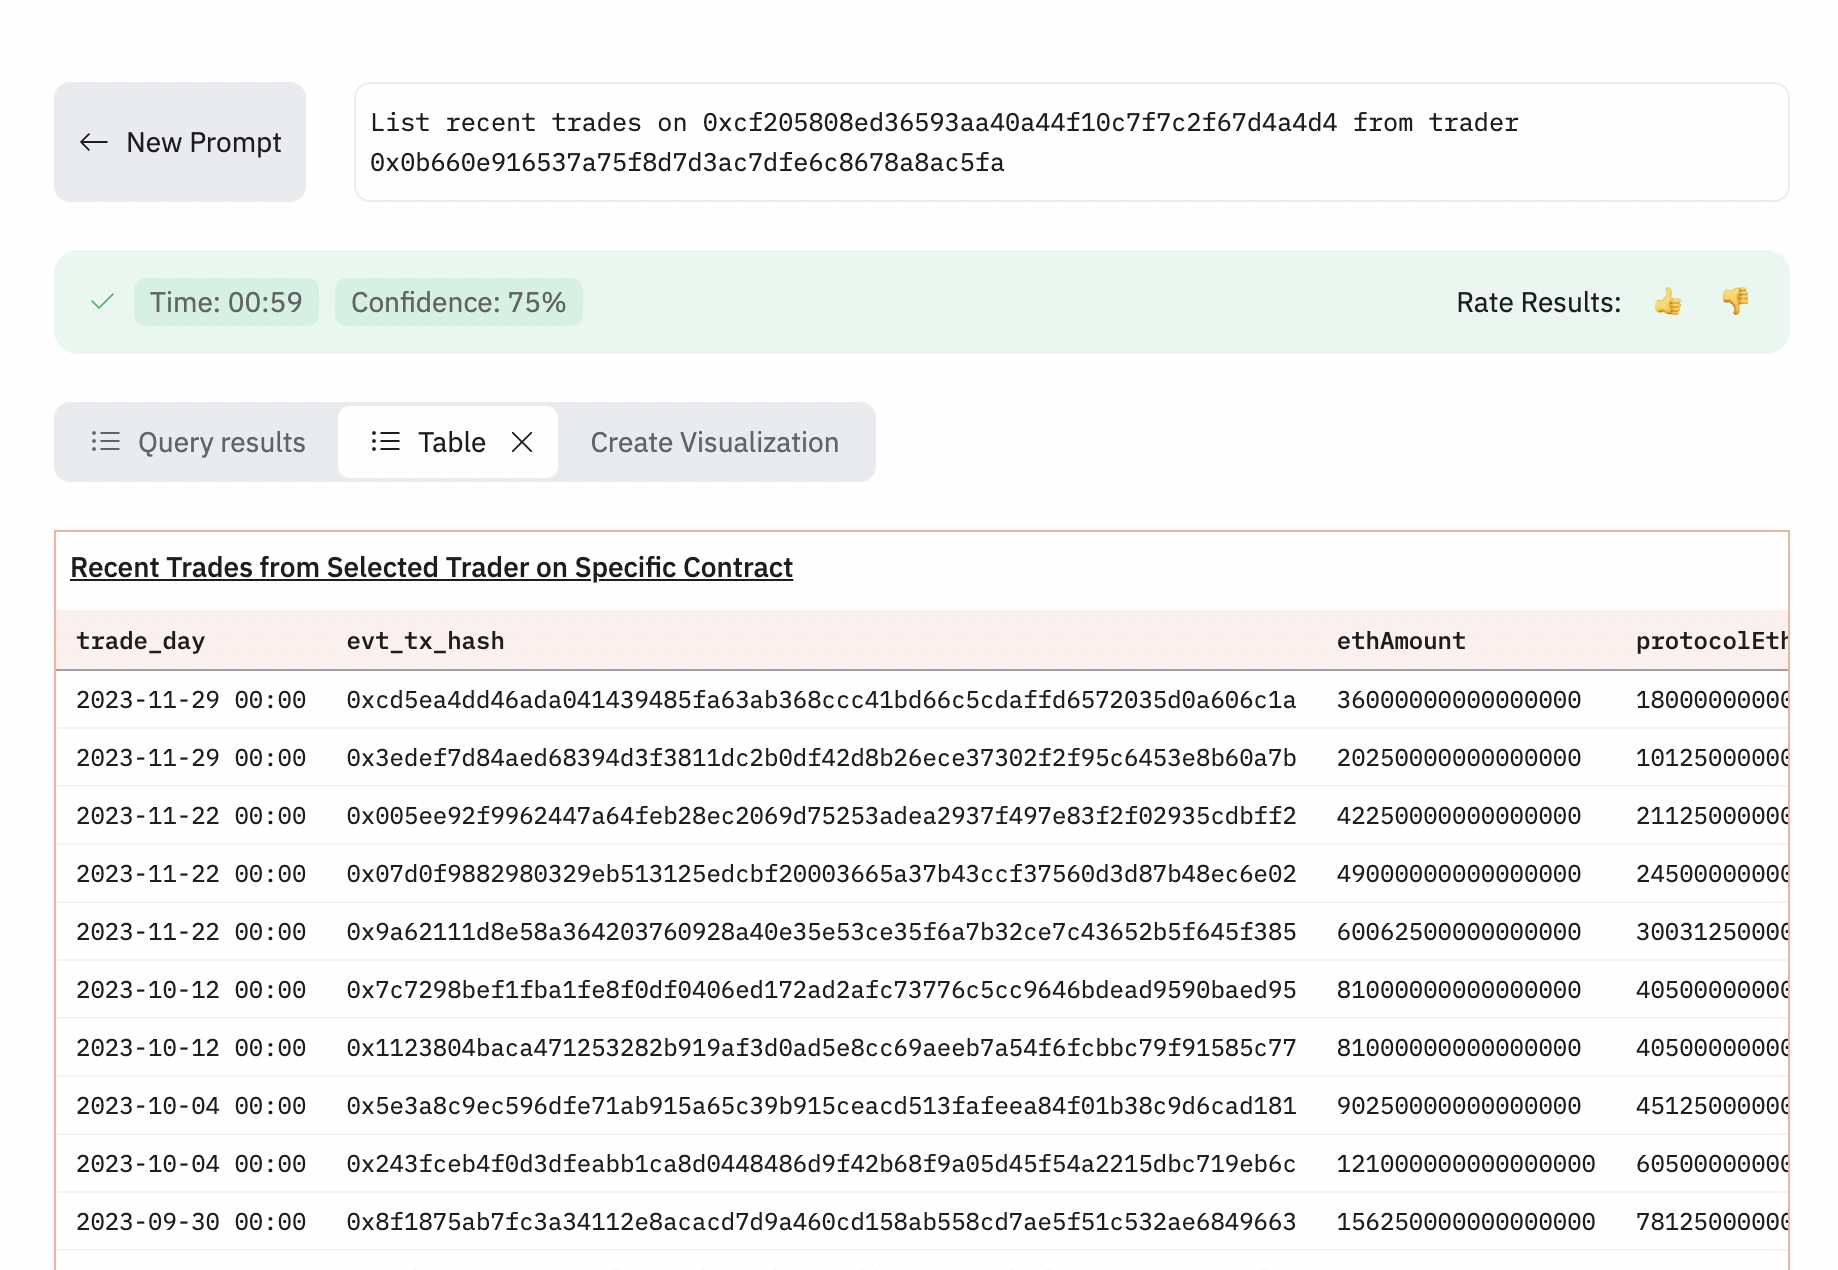 ← New Prompt
List recent trades on 0xcf205808ed36593aa40a44f10c7f7c2f67d4a4d4 from trader
0x0b660e916537a75f8d7d3ac7dfe6c8678a8ac5fa
Time: 00:59 Confidence: 75% Rate Results:
Query results Table Create Visualization
Recent Trades from Selected Trader on Specific Contract
trade_day evt_tx_hash ethAmount protocolEth
2023-11-29 00:00 0xcd5ea4dd46ada041439485fa63ab368ccc41bd66c5cdaffd6572035d0a606c1a 36000000000000000 18000000000
2023-11-29 00:00 0x3edef7d84aed68394d3f3811dc2b0df42d8b26ece37302f2f95c6453e8b60a7b 20250000000000000 10125000000
2023-11-22 00:00 0x005ee92f9962447a64feb28ec2069d75253adea2937f497e83f2f02935cdbff2 42250000000000000 21125000000
2023-11-22 00:00 0x07d0f9882980329eb513125edcbf20003665a37b43ccf37560d3d87b48ec6e02 49000000000000000 24500000000
2023-11-22 00:00 0x9a62111d8e58a364203760928a40e35e53ce35f6a7b32ce7c43652b5f645f385 60062500000000000 30031250000
2023-10-12 00:00 0x7c7298bef1fba1fe8f0df0406ed172ad2afc73776c5cc9646bdead9590baed95 81000000000000000 40500000000
2023-10-12 00:00 0x1123804baca471253282b919af3d0ad5e8cc69aeeb7a54f6fcbbc79f91585c77 81000000000000000 40500000000
2023-10-04 00:00 0x5e3a8c9ec596dfe71ab915a65c39b915ceacd513fafeea84f01b38c9d6cad181 90250000000000000 45125000000
2023-10-04 00:00 0x243fceb4f0d3dfeabb1ca8d0448486d9f42b68f9a05d45f54a2215dbc719eb6c 121000000000000000 60500000000
2023-09-30 00:00 0x8f1875ab7fc3a34112e8acacd7d9a460cd158ab558cd7ae5f51c532ae6849663 156250000000000000 78125000000